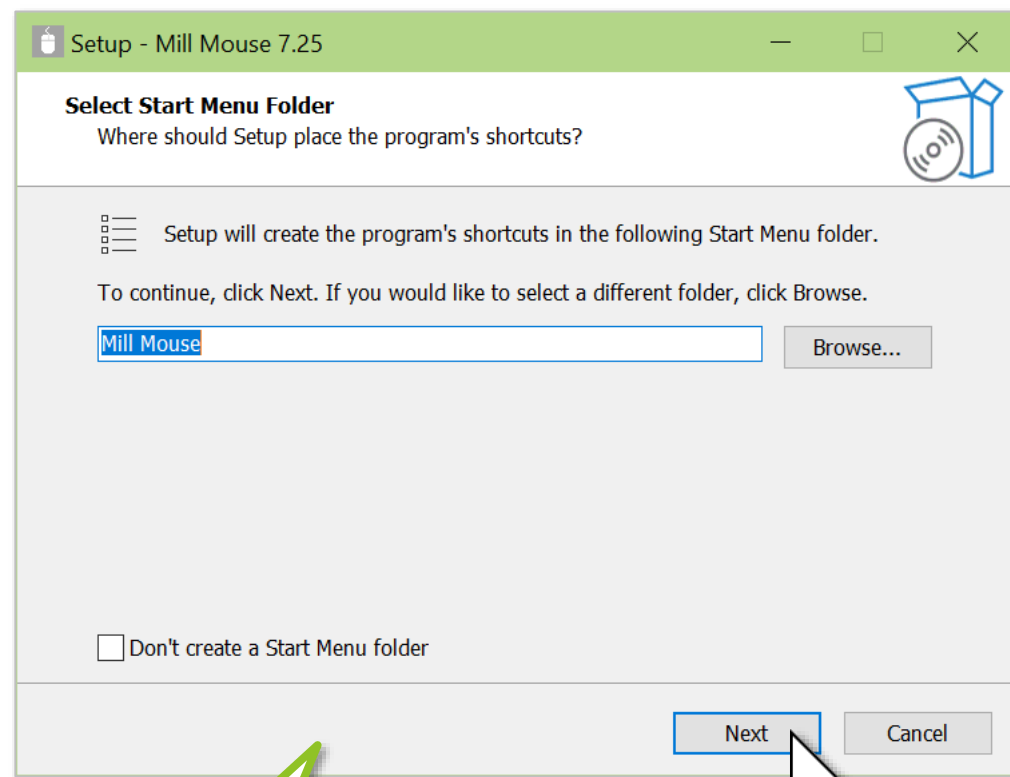 Setup - Mill Mouse 7.25
Select Start Menu Folder
Where should Setup place the program's shortcuts?
Setup will create the program's shortcuts in the following Start Menu folder.
To continue, click Next. If you would like to select a different folder, click Browse.
Mill Mouse
Browse...
Don't create a Start Menu folder
Next
Cancel